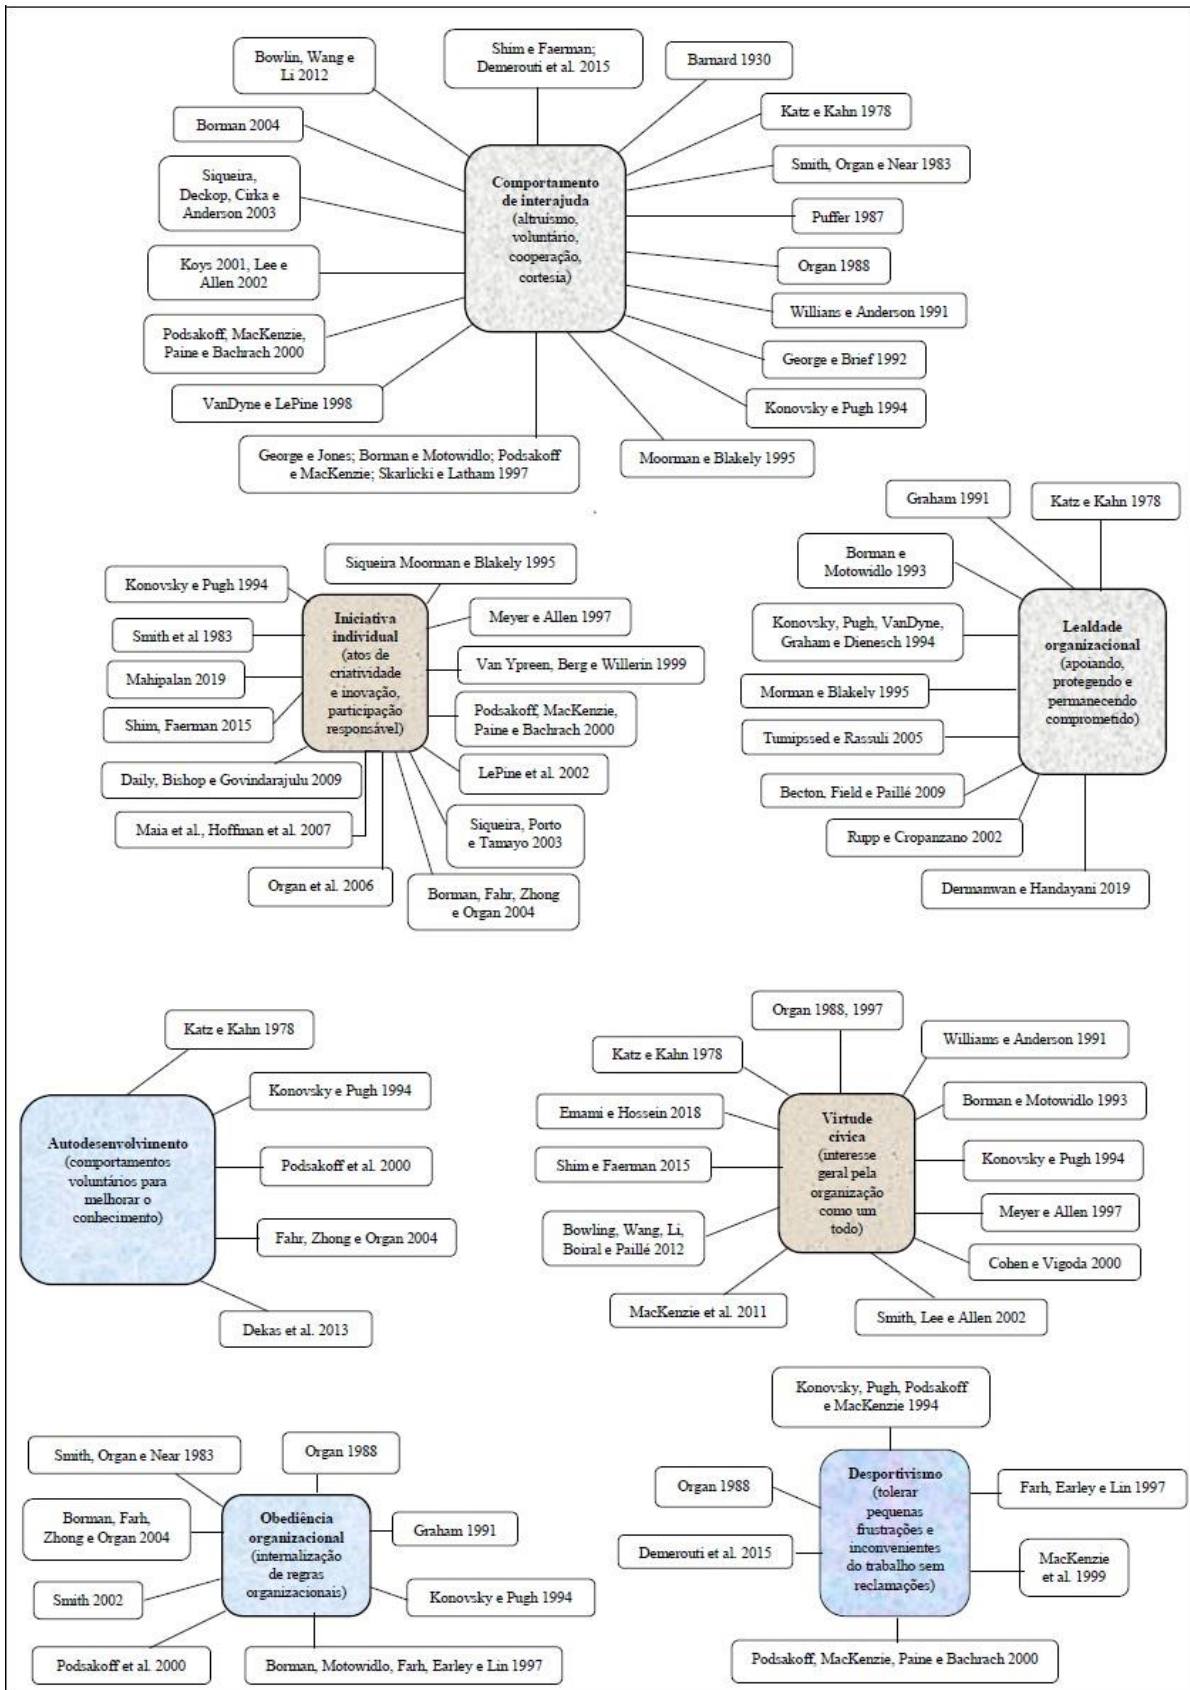 Bowlin, Wang e
Li 2012
Shim e Faerman;
Demerouti et al. 2015
Barnard 1930
Borman 2004
Katz e Kahn 1978
Siqueira,
Deckop, Cirka e
Anderson 2003
Comportamento
de interajuda
(altruísmo,
voluntário,
cooperação,
cortesia)
Smith, Organ e Near 1983
Puffer 1987
Koys 2001, Lee e
Allen 2002
Organ 1988
Willians e Anderson 1991
Podsakoff, MacKenzie,
Paine e Bachrach 2000
George e Brief 1992
VanDyne e LePine 1998
Konovsky e Pugh 1994
George e Jones; Borman e Motowidlo; Podsakoff
e MacKenzie; Skarlicki e Latham 1997
Moorman e Blakely 1995
Siqueira Moorman e Blakely 1995
Konovsky e Pugh 1994
Smith et al 1983
Mahipalan 2019
Shim, Faerman 2015
Iniciativa
individual
(atos de
criatividade
e inovação,
participação
responsável)
Meyer e Allen 1997
Van Ypreen, Berg e Willerin 1999
Podsakoff, MacKenzie,
Paine e Bachrach 2000
LePine et al. 2002
Daily, Bishop e Govindarajulu 2009
Maia et al., Hoffman et al. 2007
Siqueira, Porto
e Tamayo 2003
Organ et al. 2006
Borman, Fahr, Zhong
e Organ 2004
Graham 1991
Katz e Kahn 1978
Borman e
Motowidlo 1993
Konovsky, Pugh, VanDyne,
Graham e Dienesch 1994
Lealdade
organizacional
(apoiando,
protegendo e
permanecendo
comprometido)
Morman e Blakely 1995
Tumipssed e Rassuli 2005
Becton, Field e Paillé 2009
Rupp e Cropanzano 2002
Dermanwan e Handayani 2019
Katz e Kahn 1978
Konovsky e Pugh 1994
Autodesenvolvimento
(comportamentos
voluntários para
melhorar o
conhecimento)
Podsakoff et al. 2000
Fahr, Zhong e Organ 2004
Dekas et al. 2013
Organ 1988, 1997
Katz e Kahn 1978
Williams e Anderson 1991
Emami e Hossein 2018
Borman e Motowidlo 1993
Virtude
cívica
(interesse
geral pela
organização
como um
todo)
Shim e Faerman 2015
Konovsky e Pugh 1994
Bowling, Wang, Li,
Boiral e Paillé 2012
Meyer e Allen 1997
Cohen e Vigoda 2000
MacKenzie et al. 2011
Smith, Lee e Allen 2002
Smith, Organ e Near 1983
Organ 1988
Borman, Farh,
Zhong e Organ 2004
Obediência
organizacional
(internalização
de regras
organizacionais)
Graham 1991
Smith 2002
Konovsky e Pugh 1994
Podsakoff et al. 2000
Borman, Motowidlo, Farh, Earley e Lin 1997
Konovsky, Pugh, Podsakoff
e MacKenzie 1994
Organ 1988
Desportivismo
(tolerar
pequenas
frustrações e
inconvenientes
do trabalho sem
reclamações)
Farh, Earley e Lin 1997
Demerouti et al. 2015
MacKenzie
et al. 1999
Podsakoff, MacKenzie, Paine e Bachrach 2000